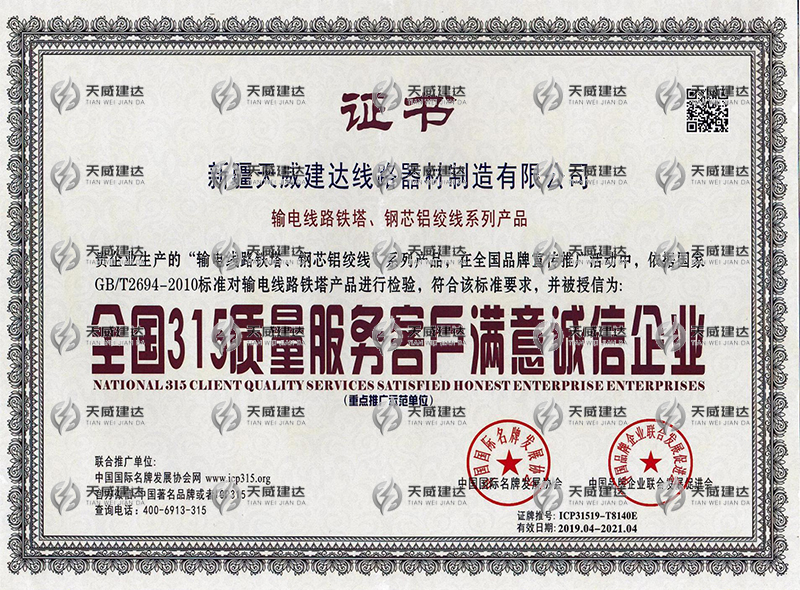 证书
新疆天威建达线路器材制造有限公司
输电线路铁塔、钢芯铝绞线系列产品
贵企业生产的“输电线路铁塔、钢芯铝绞线”系列产品，在全国品牌宣传推广活动中，依据国家
GB/T2694-2010标准对输电线路铁塔产品进行检验，符合该标准要求，并被授信为:
全国315质量服务客户满意诚信企业
NATIONAL 315 CLIENT QUALITY SERVICES SATISFIED HONEST ENTERPRISE ENTERPRISES
(重点推广示范单位)
联合推广单位:
中国国际名牌发展协会网 www.icp315.org
中国著名品牌或者
查询电话: 400-6913-315
中国国际名牌发展协会
中国品牌企业联合发展促进会
证牌推号: ICP31519-T8140E
有效日期: 2019.04-2021.04
天威建达
TIAN WEI JIAN DA